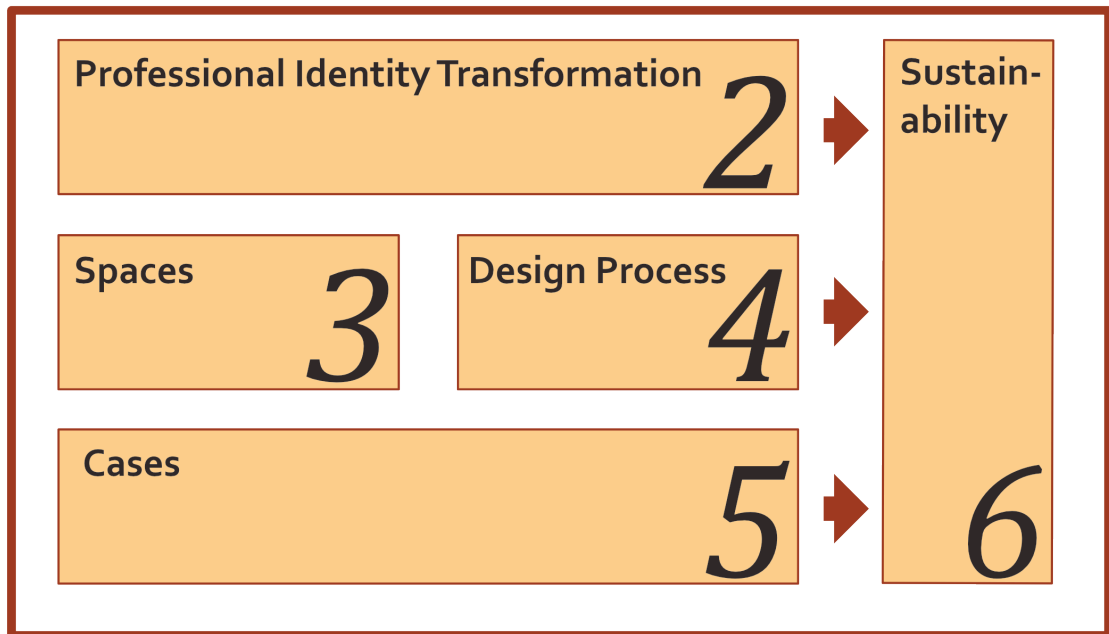 Professional Identity Transformation
2
Sustain-
ability
Spaces
3
Design Process
4
Cases
5
6